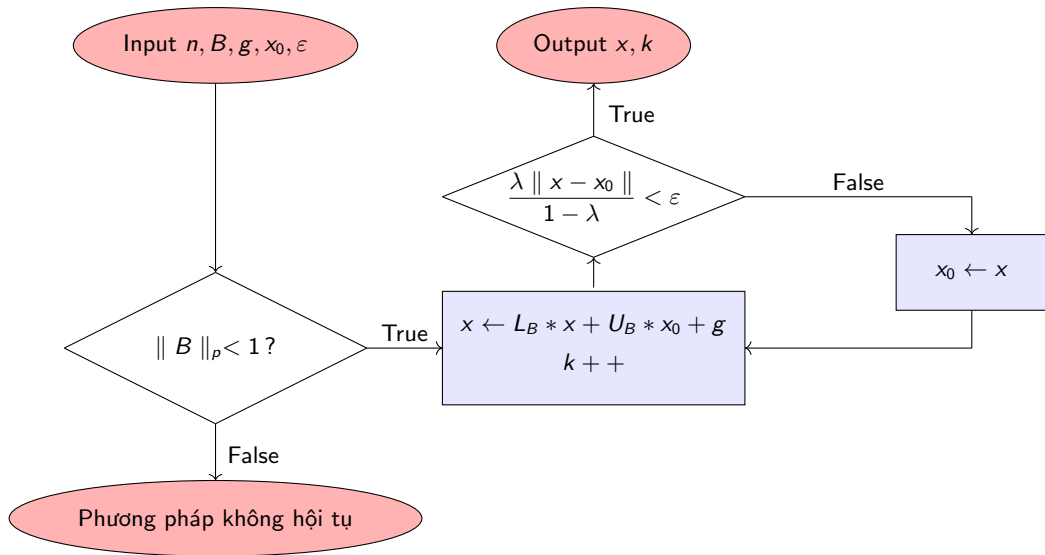 Input n, B, g, x₀, ε
Output x, k
True
λ ∥ x − x₀ ∥
1 − λ
< ε
False
x₀ ← x
∥ B ∥ₚ< 1 ?
True
x ← L_B ∗ x + U_B ∗ x₀ + g
k + +
False
Phương pháp không hội tụ